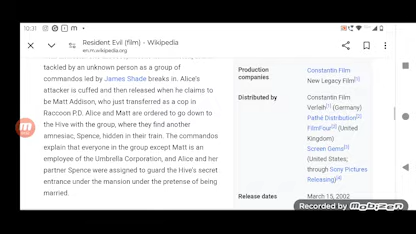 10:31
Resident Evil (film) - Wikipedia
en.m.wikipedia.org
tackled by an unknown person as a group of
commandos led by James Shade breaks in. Alice's
attacker is cuffed and then released when he claims to
be Matt Addison, who just transferred as a cop in
Raccoon P.D. Alice and Matt are ordered to go down to
the Hive with the group, where they find another
amnesiac, Spence, hidden in their train. The commandos
explain that everyone in the group except Matt is an
employee of the Umbrella Corporation, and Alice and her
partner Spence were assigned to guard the Hive's secret
entrance under the mansion under the pretense of being
married.
Production
companies
Constantin Film
New Legacy Film[1]
Distributed by
Constantin Film
Verleih[1] (Germany)
Pathé Distribution[2]
FilmFour[2] (United
Kingdom)
Screen Gems[3]
(United States;
through Sony Pictures
Releasing)[4]
Release dates
March 15, 2002
Recorded by Mobizen